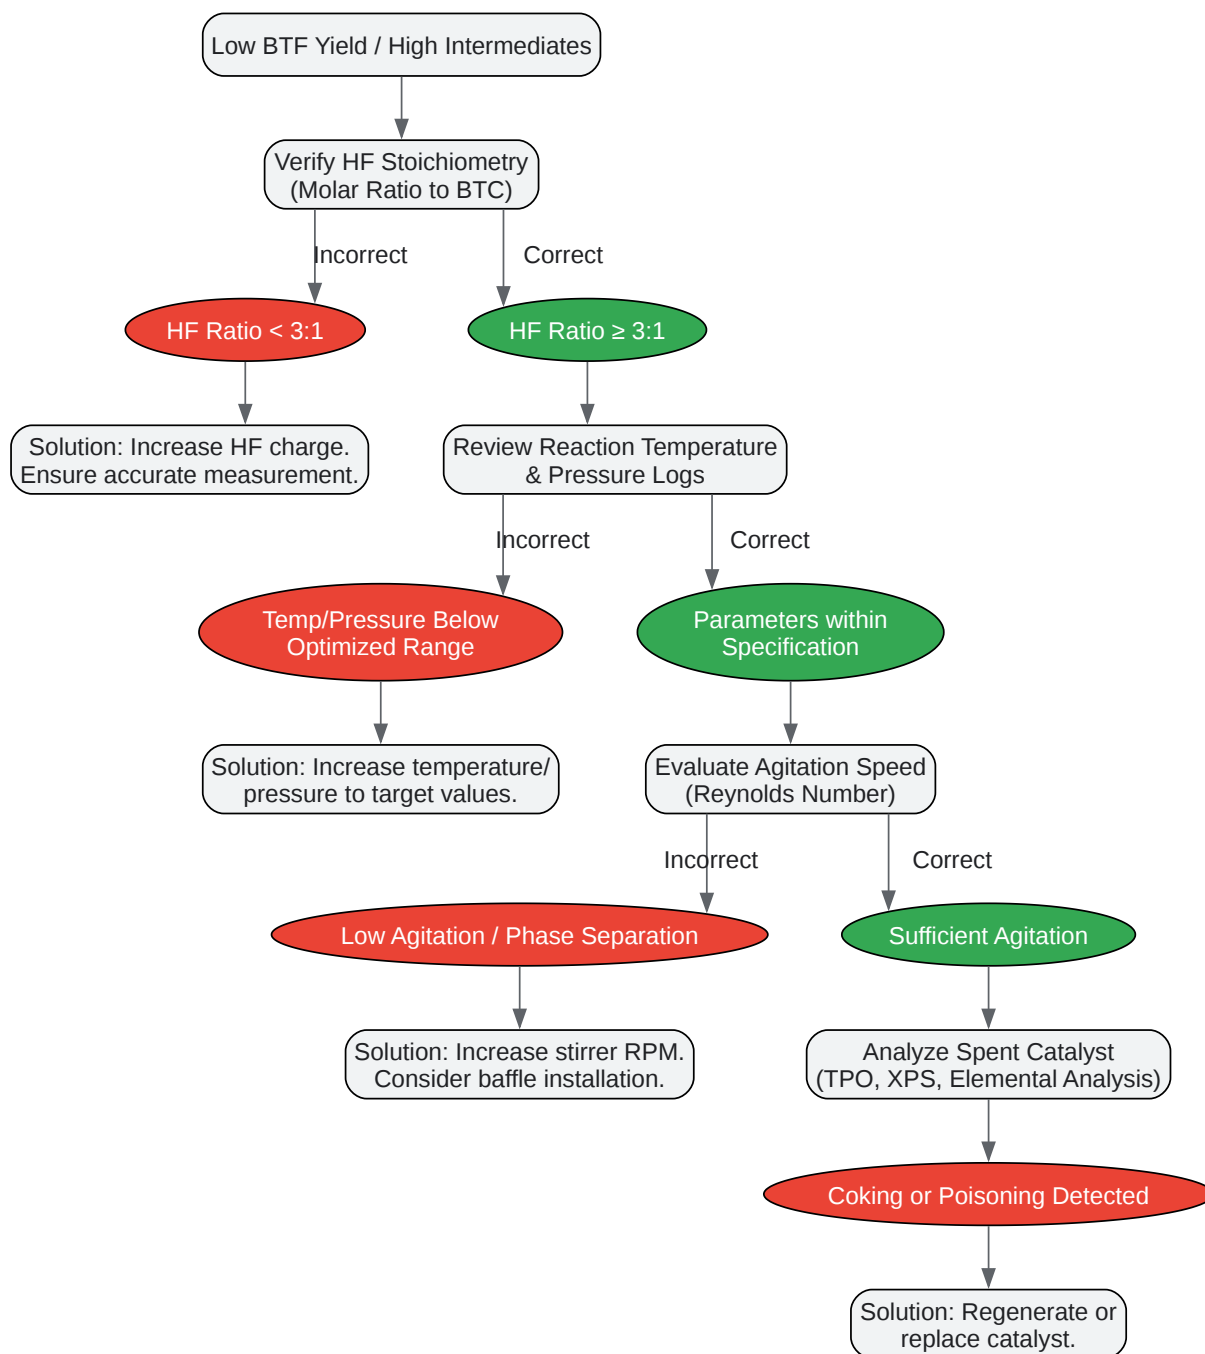 Low BTF Yield / High Intermediates
Verify HF Stoichiometry
(Molar Ratio to BTC)
Incorrect
Correct
HF Ratio < 3:1
HF Ratio ≥ 3:1
Solution: Increase HF charge.
Ensure accurate measurement.
Review Reaction Temperature
& Pressure Logs
Incorrect
Correct
Temp/Pressure Below
Optimized Range
Parameters within
Specification
Solution: Increase temperature/
pressure to target values.
Evaluate Agitation Speed
(Reynolds Number)
Incorrect
Correct
Low Agitation / Phase Separation
Sufficient Agitation
Solution: Increase stirrer RPM.
Consider baffle installation.
Analyze Spent Catalyst
(TPO, XPS, Elemental Analysis)
Coking or Poisoning Detected
Solution: Regenerate or
replace catalyst.